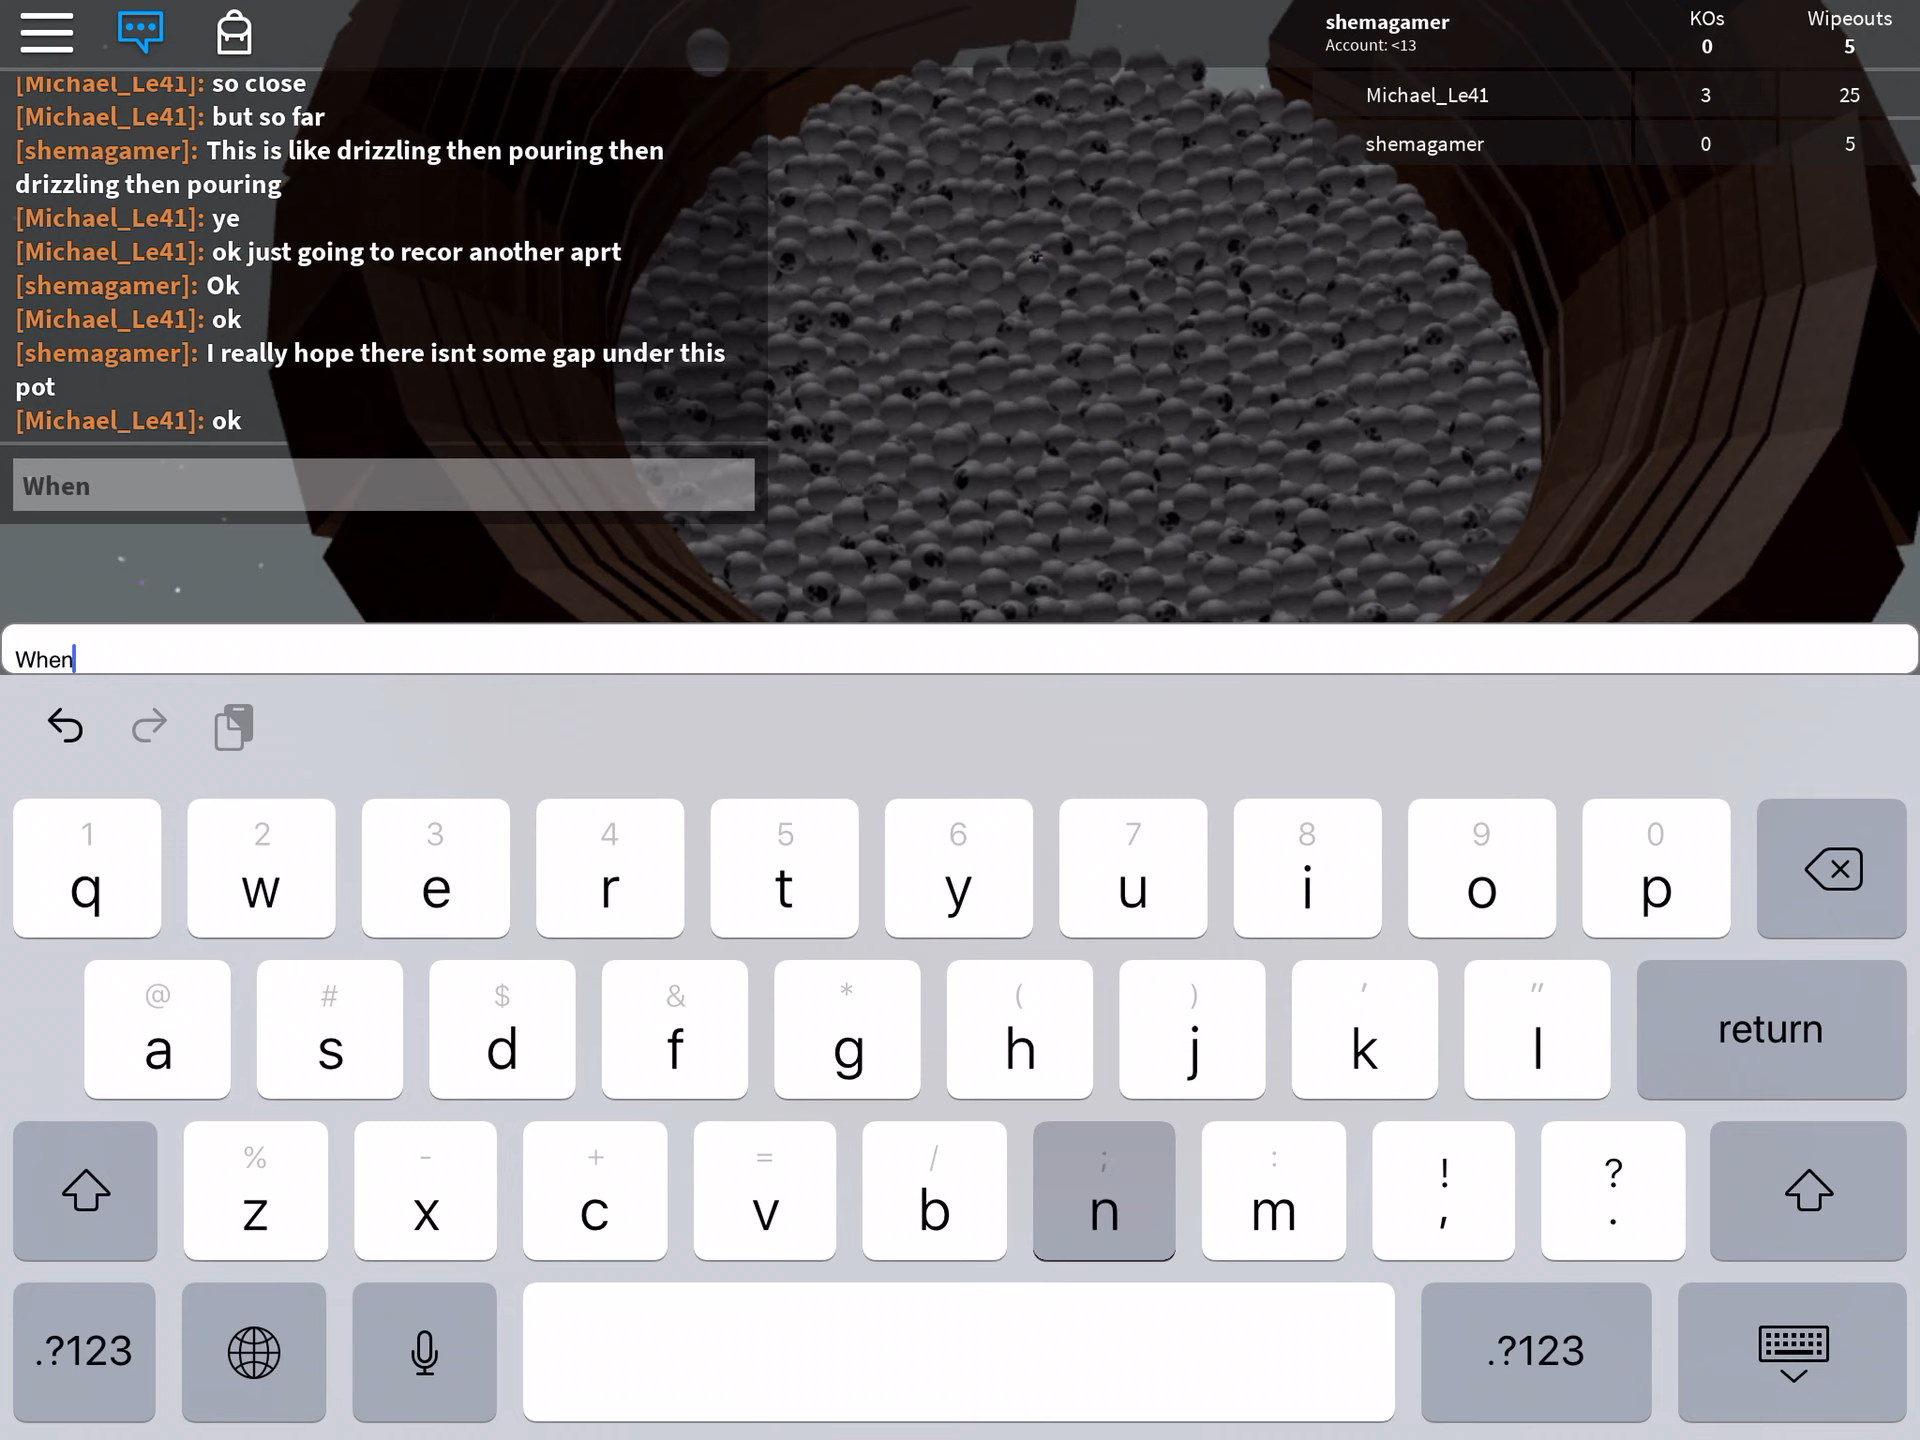 shemagamer KOs Wipeouts
Account: <13 0 5
Michael_Le41 3 25
shemagamer 0 5
[Michael_Le41]: so close
[Michael_Le41]: but so far
[shemagamer]: This is like drizzling then pouring then
drizzling then pouring
[Michael_Le41]: ye
[Michael_Le41]: ok just going to recor another aprt
[shemagamer]: Ok
[Michael_Le41]: ok
[shemagamer]: I really hope there isnt some gap under this
pot
[Michael_Le41]: ok
When
When
1 2 3 4 5 6 7 8 9 0
q w e r t y u i o p
@ # $ & * ( ) ' "
a s d f g h j k l return
% - + = / ; : ! ?
z x c v b n m , .
.?123 .?123